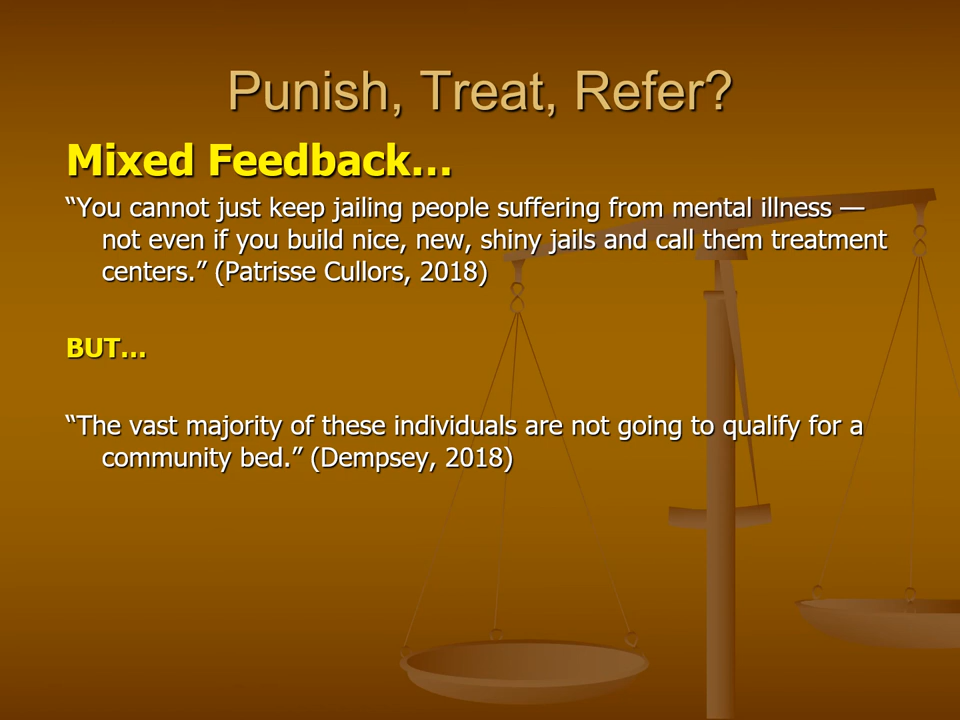 Punish, Treat, Refer?
Mixed Feedback…
“You cannot just keep jailing people suffering from mental illness —
not even if you build nice, new, shiny jails and call them treatment
centers.” (Patrisse Cullors, 2018)
BUT…
“The vast majority of these individuals are not going to qualify for a
community bed.” (Dempsey, 2018)